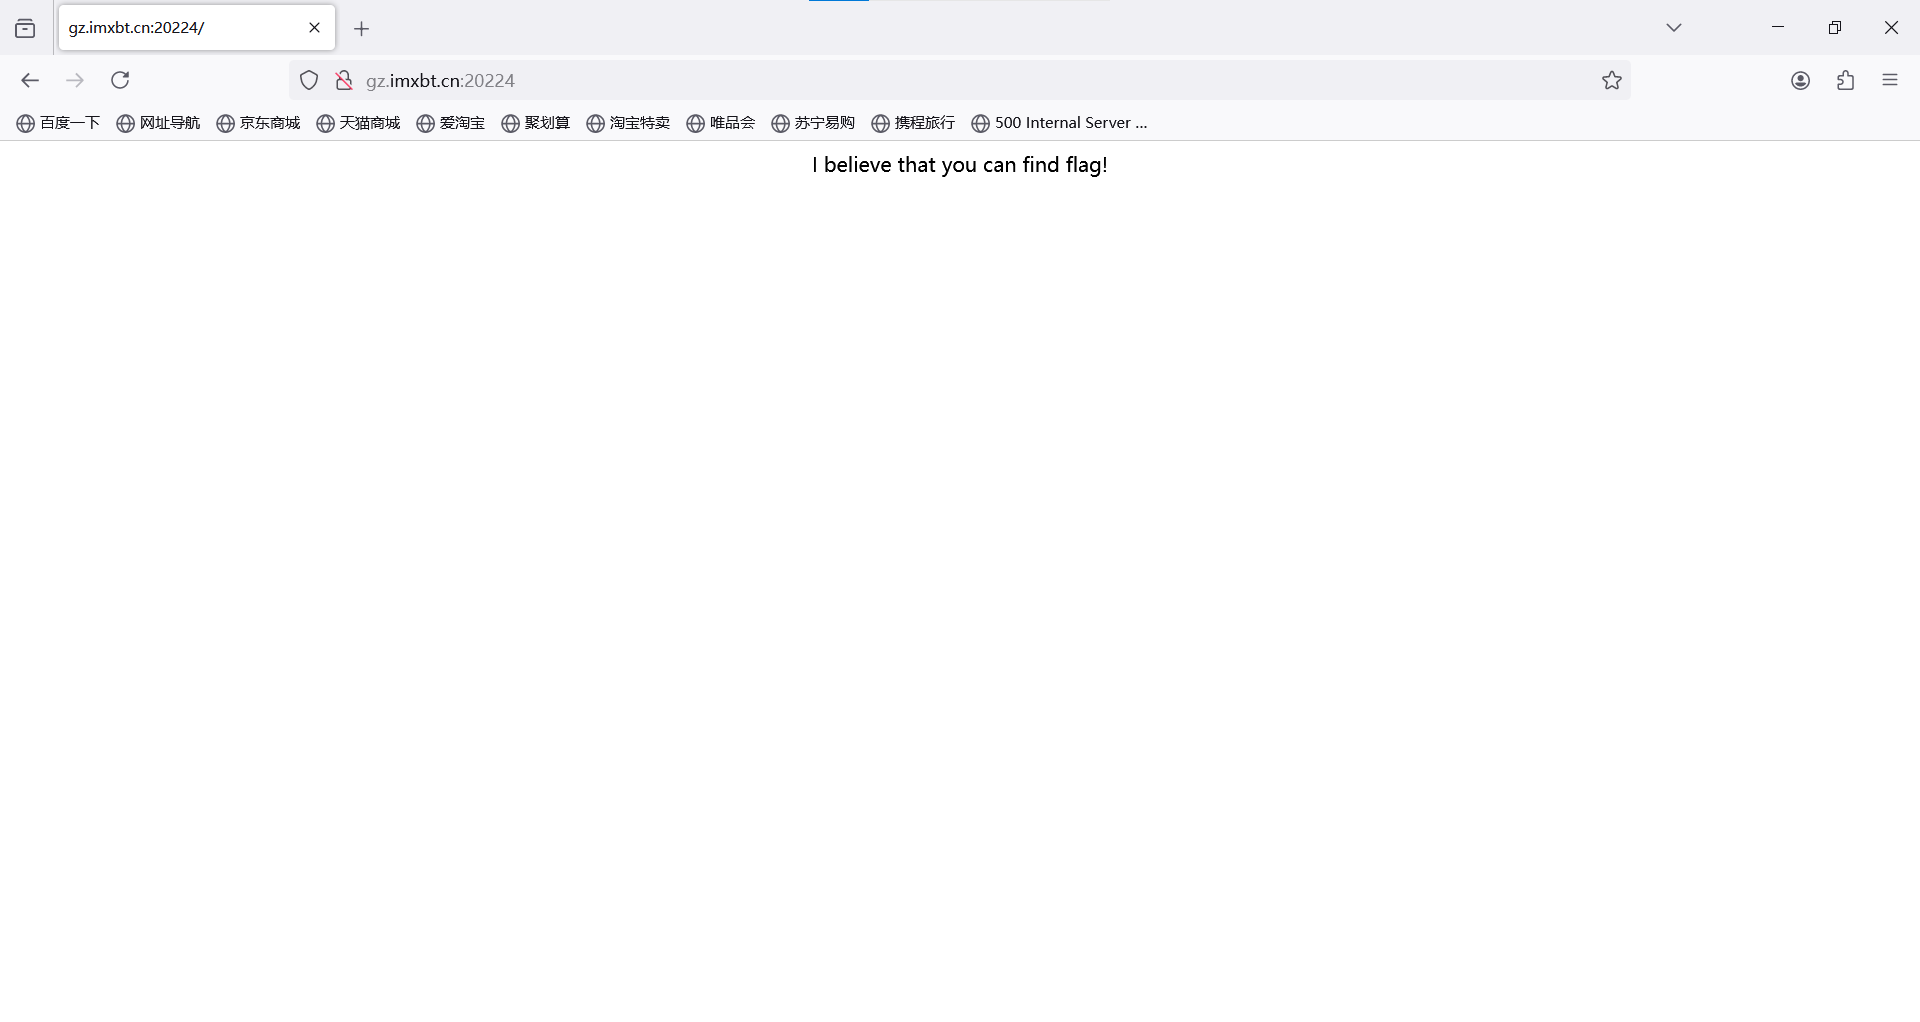 gz.imxbt.cn:20224/
gz.imxbt.cn:20224
百度一下 网址导航 京东商城 天猫商城 爱淘宝 聚划算 淘宝特卖 唯品会 苏宁易购 携程旅行 500 Internal Server ...
I believe that you can find flag!